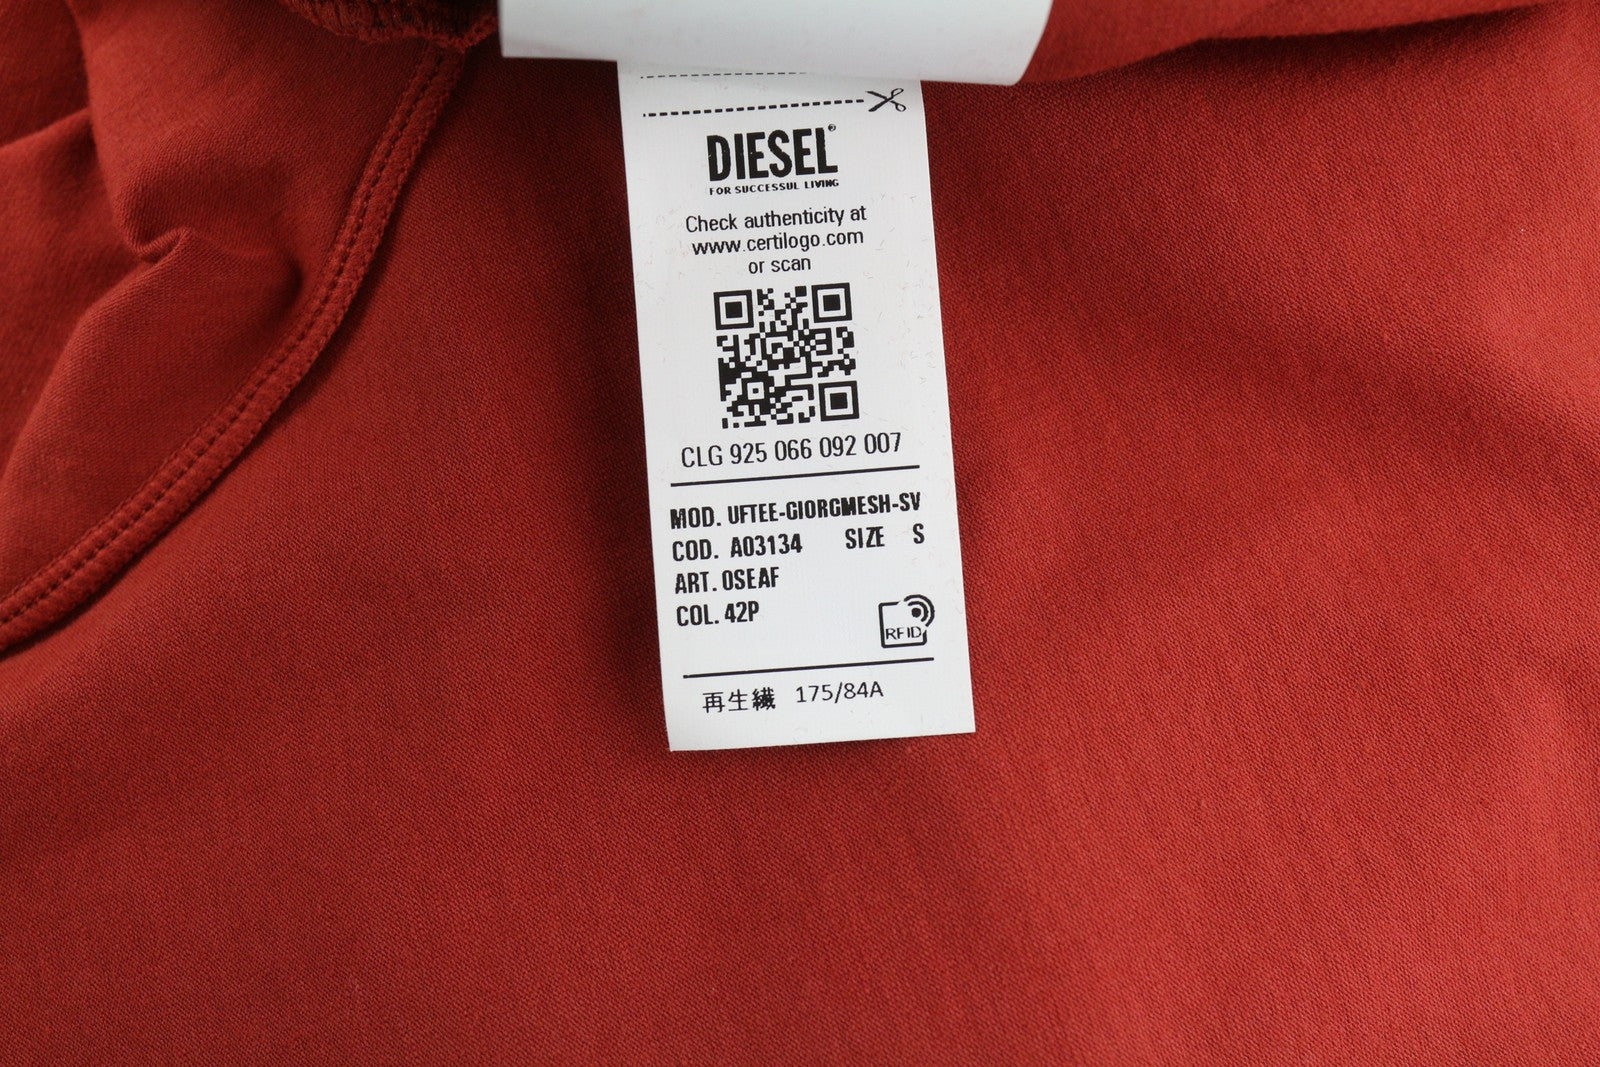 DIESEL®
FOR SUCCESSUL LIVING
Check authenticity at
www.certilogo.com
or scan
CLG 925 066 092 007
MOD. UFTEE-GIORGMESH-SV
COD. A03134 SIZE S
ART. 0SEAF
COL. 42P
RFID
再生繊 175/84A